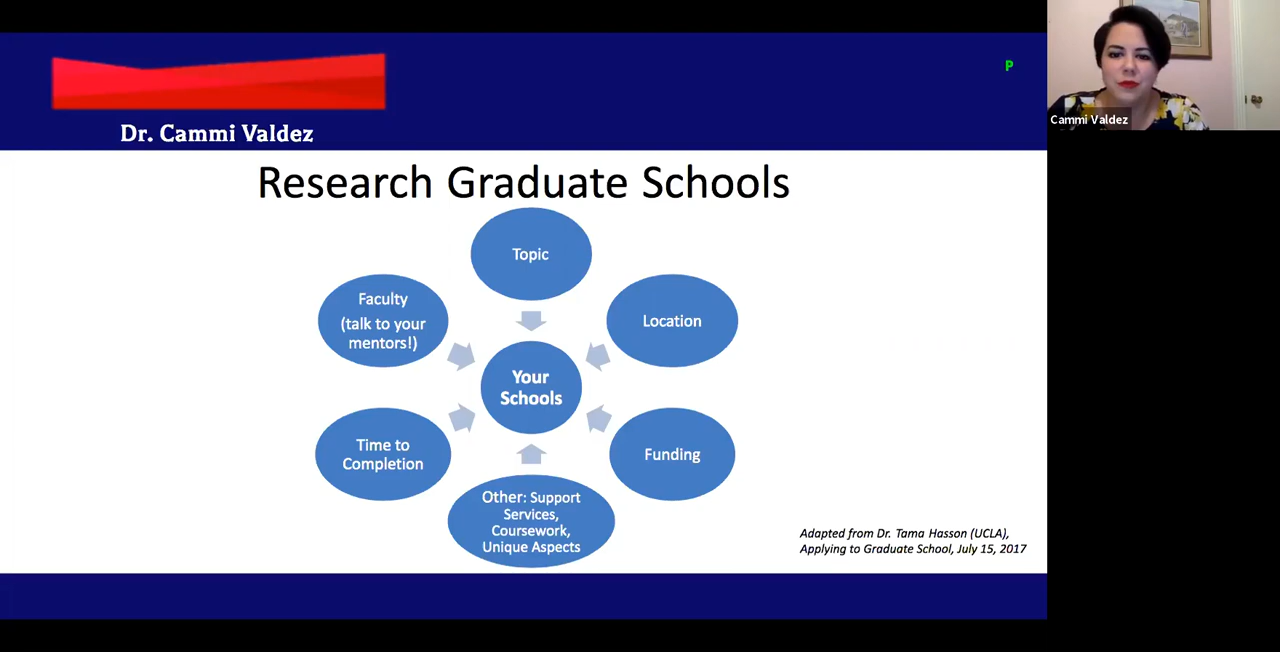 P
Dr. Cammi Valdez
Cammi Valdez
Research Graduate Schools
Topic
Faculty
(talk to your
mentors!)
Location
Your
Schools
Time to
Completion
Funding
Other: Support
Services,
Coursework,
Unique Aspects
Adapted from Dr. Tama Hasson (UCLA),
Applying to Graduate School, July 15, 2017